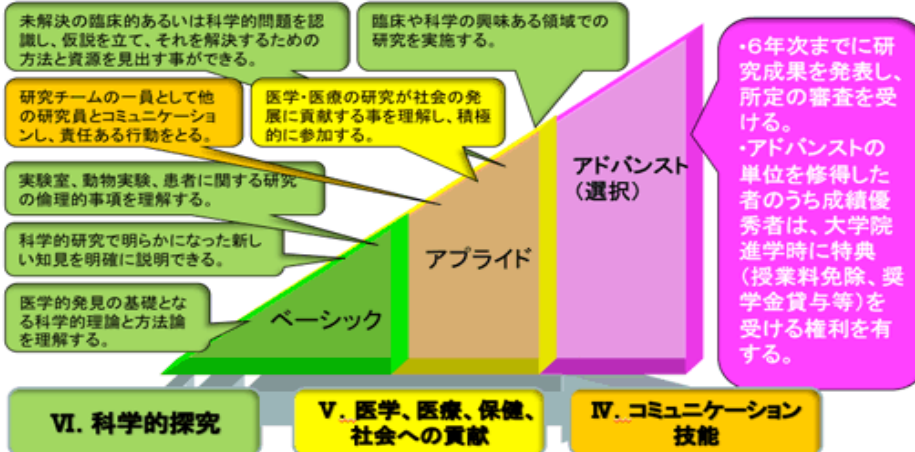 未解決の臨床的あるいは科学的問題を認
識し、仮説を立て、それを解決するための
方法と資源を見出す事ができる。
臨床や科学の興味ある領域での
研究を実施する。
研究チームの一員として他
の研究員とコミュニケーショ
ンし、責任ある行動をとる。
医学・医療の研究が社会の発
展に貢献する事を理解し、積極
的に参加する。
実験室、動物実験、患者に関する研究
の倫理的事項を理解する。
科学的研究で明らかになった新し
い知見を明確に説明できる。
医学的発見の基礎とな
る科学的理論と方法論
を理解する。
ベーシック
アプライド
アドバンスト
(選択)
・6年次までに研
究成果を発表し、
所定の審査を受
ける。
・アドバンストの
単位を修得した
者のうち成績優
秀者は、大学院
進学時に特典
(授業料免除、奨
学金貸与等)を
受ける権利を有
する。
Ⅵ. 科学的探究
Ⅴ. 医学、医療、保健、
社会への貢献
Ⅳ. コミュニケーション
技能